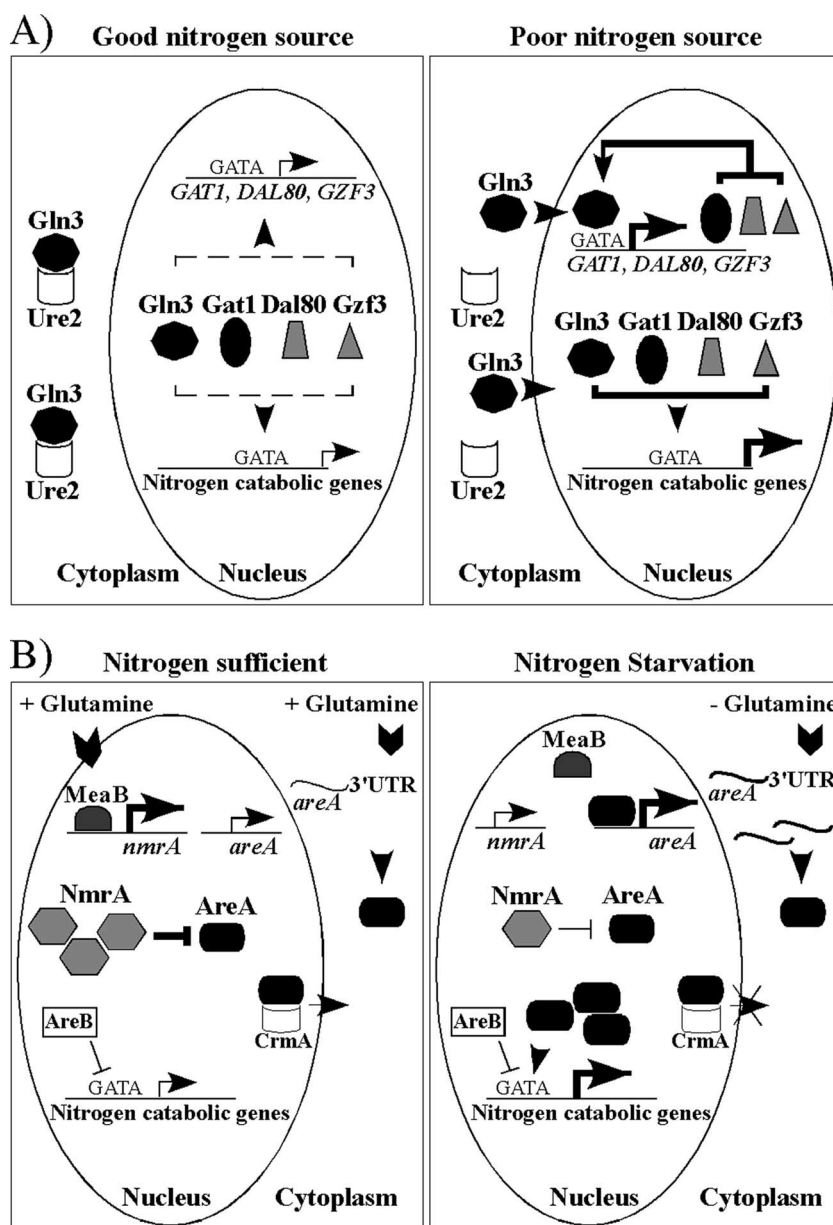 A)
Good nitrogen source
GATA
GAT1, DAL80, GZF3
Gln3
Ure2
Gln3 Gat1 Dal80 Gzf3
Gln3
Ure2
GATA
Nitrogen catabolic genes
Cytoplasm Nucleus
Poor nitrogen source
Gln3
GATA
GAT1, DAL80, GZF3
Ure2
Gln3 Gat1 Dal80 Gzf3
Gln3
Ure2
GATA
Nitrogen catabolic genes
Cytoplasm Nucleus
B)
Nitrogen sufficient
+ Glutamine + Glutamine
MeaB
nmrA areA
areA 3'UTR
NmrA AreA
CrmA
AreB
GATA
Nitrogen catabolic genes
Nucleus Cytoplasm
Nitrogen Starvation
- Glutamine
MeaB
nmrA areA
areA 3'UTR
NmrA AreA
CrmA
AreB
GATA
Nitrogen catabolic genes
Nucleus Cytoplasm